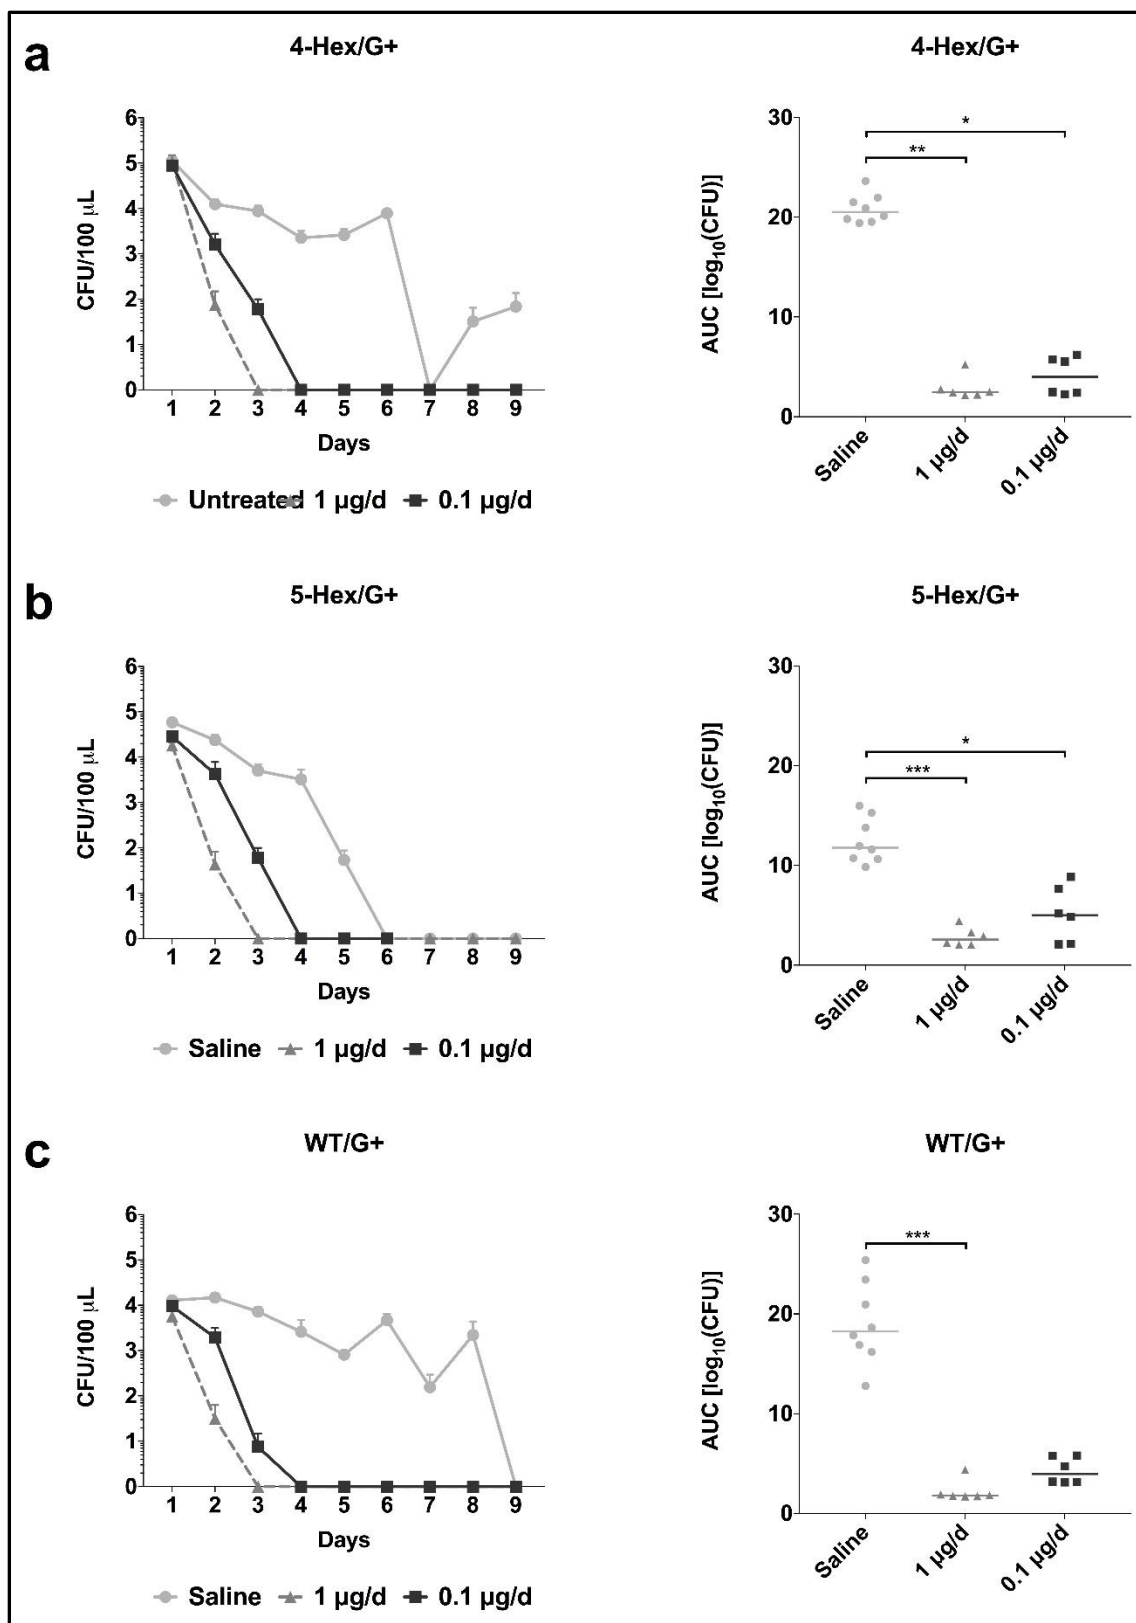 a
4-Hex/G+
4-Hex/G+
CFU/100 μL
6
5
4
3
2
1
0
1 2 3 4 5 6 7 8 9
Days
Untreated 1 µg/d 0.1 µg/d
AUC [log10(CFU)]
30
20
10
0
*
**
Saline
1 µg/d
0.1 µg/d
b
5-Hex/G+
5-Hex/G+
CFU/100 μL
6
5
4
3
2
1
0
1 2 3 4 5 6 7 8 9
Days
Saline 1 µg/d 0.1 µg/d
AUC [log10(CFU)]
30
20
10
0
*
***
Saline
1 µg/d
0.1 µg/d
c
WT/G+
WT/G+
CFU/100 μL
6
5
4
3
2
1
0
1 2 3 4 5 6 7 8 9
Days
Saline 1 µg/d 0.1 µg/d
AUC [log10(CFU)]
30
20
10
0
***
Saline
1 µg/d
0.1 µg/d